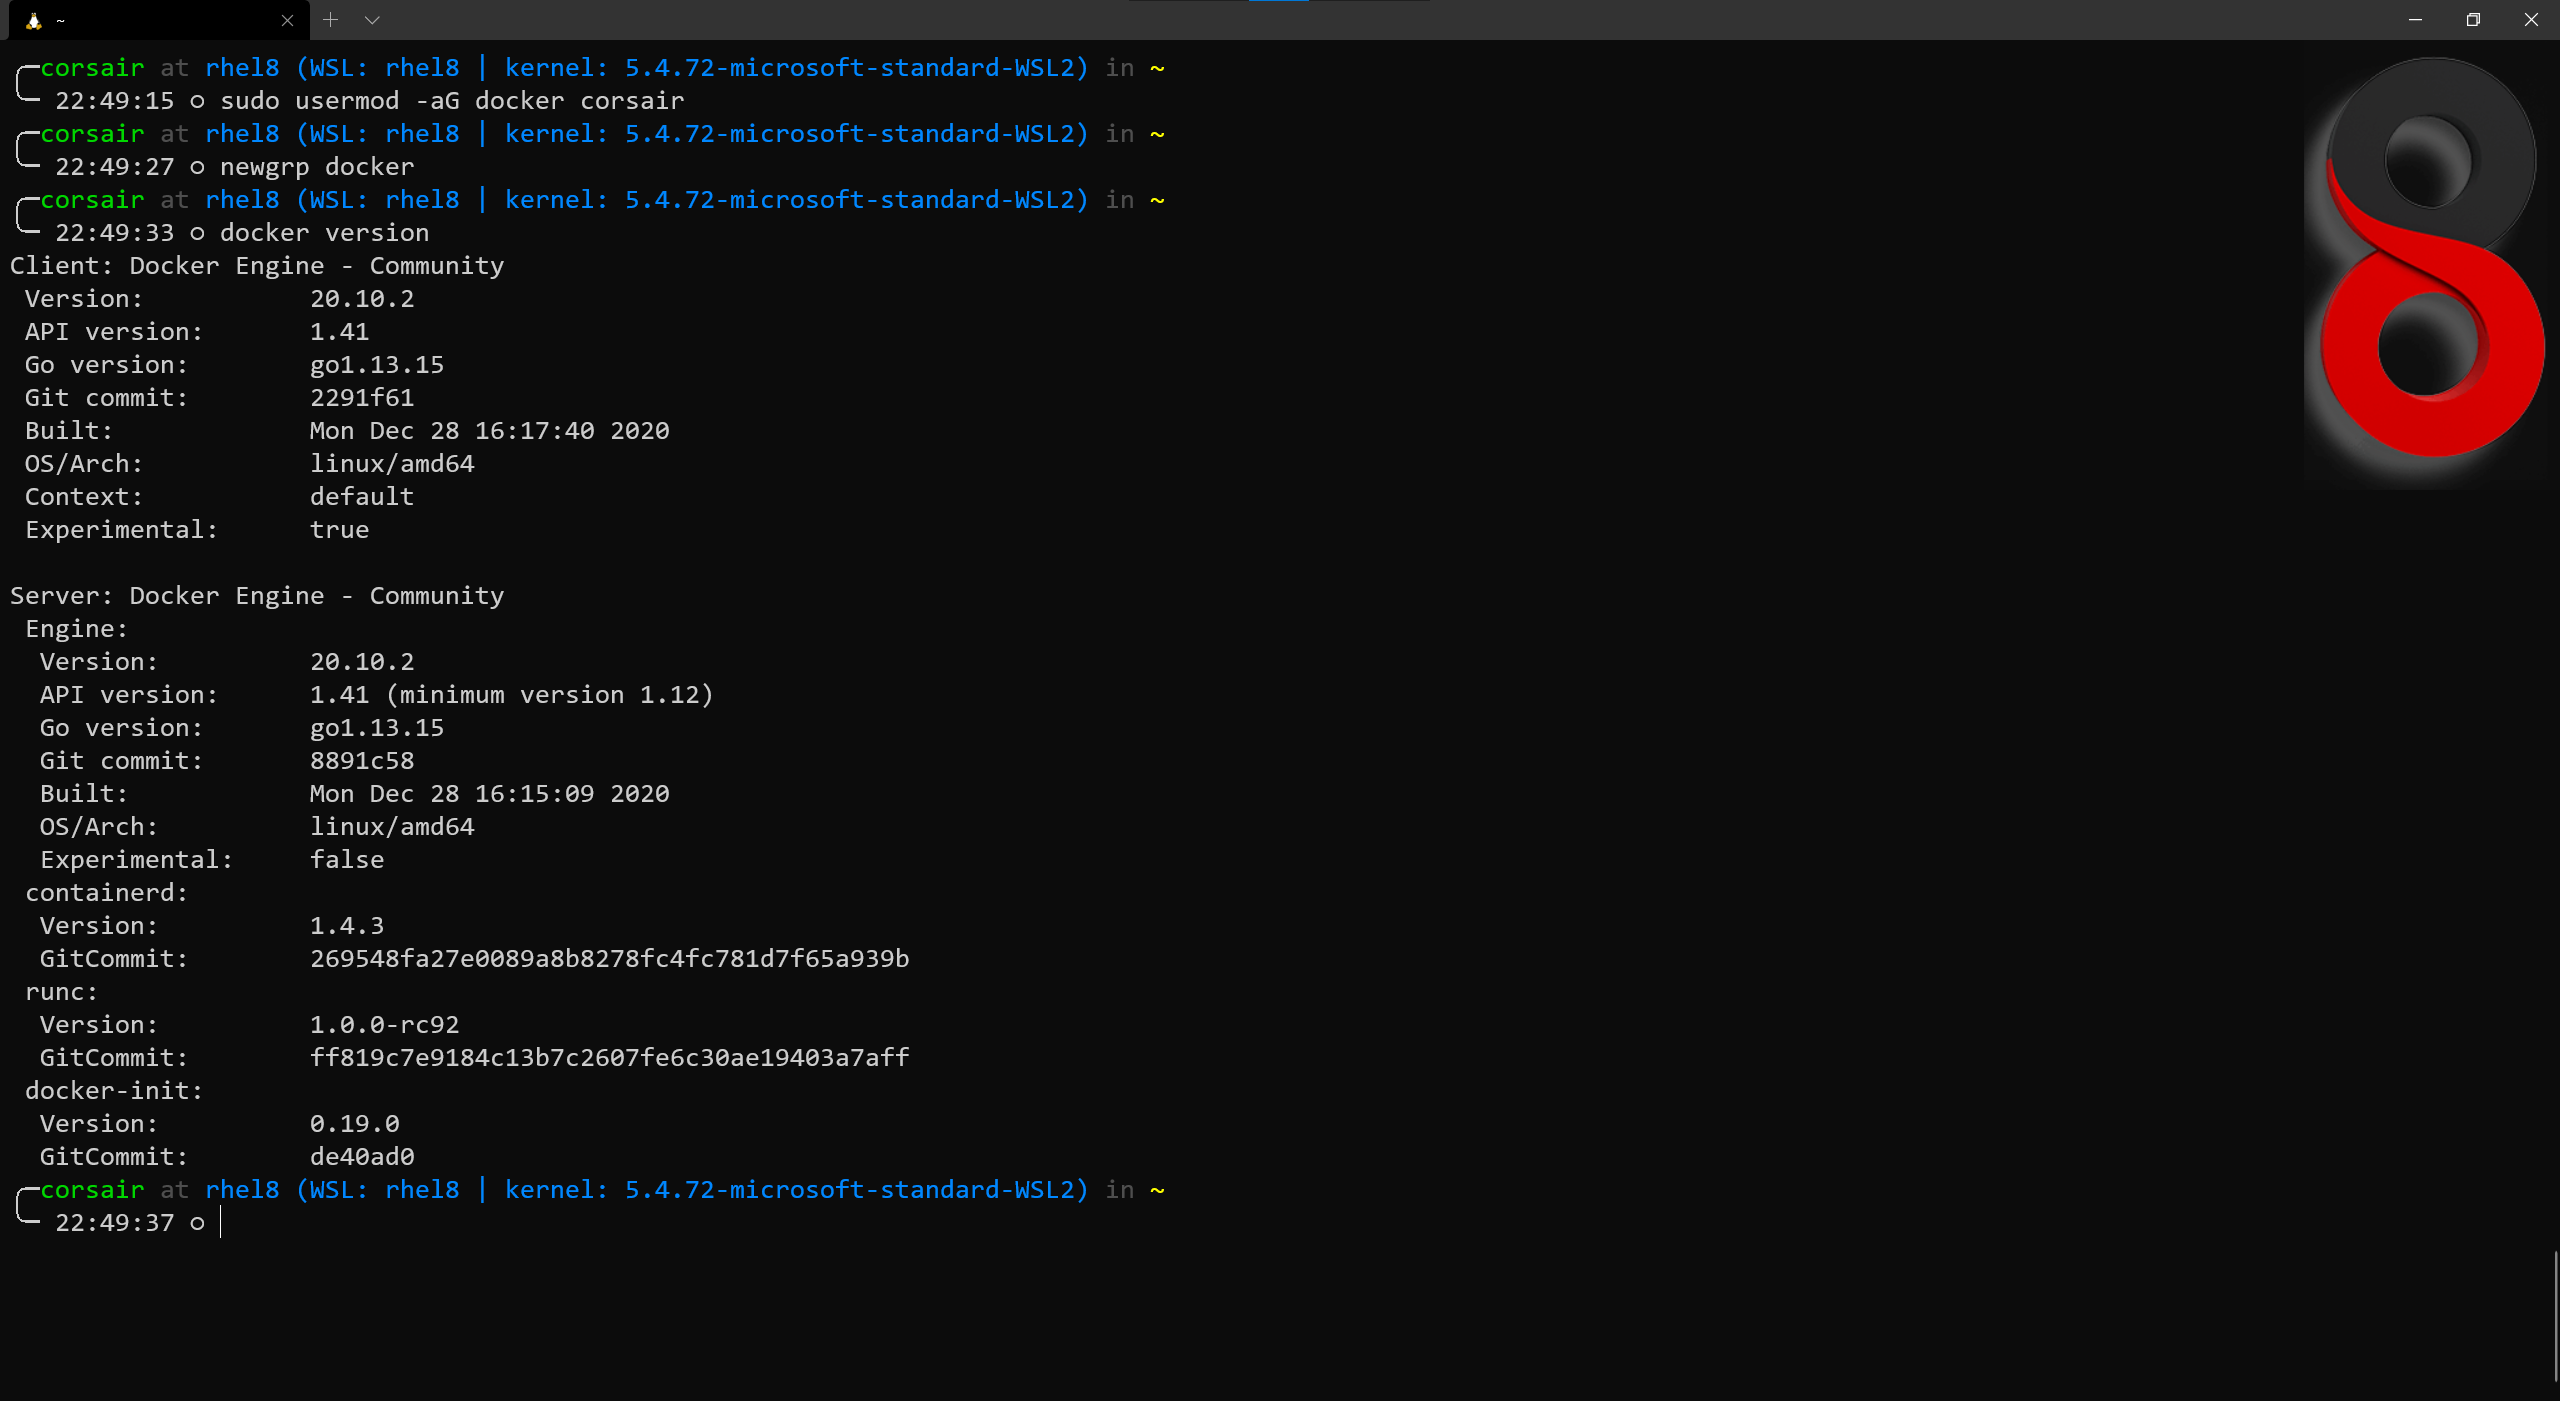 ~
corsair at rhel8 (WSL: rhel8 | kernel: 5.4.72-microsoft-standard-WSL2) in ~
22:49:15 ○ sudo usermod -aG docker corsair
corsair at rhel8 (WSL: rhel8 | kernel: 5.4.72-microsoft-standard-WSL2) in ~
22:49:27 ○ newgrp docker
corsair at rhel8 (WSL: rhel8 | kernel: 5.4.72-microsoft-standard-WSL2) in ~
22:49:33 ○ docker version
Client: Docker Engine - Community
Version: 20.10.2
API version: 1.41
Go version: go1.13.15
Git commit: 2291f61
Built: Mon Dec 28 16:17:40 2020
OS/Arch: linux/amd64
Context: default
Experimental: true
Server: Docker Engine - Community
Engine:
Version: 20.10.2
API version: 1.41 (minimum version 1.12)
Go version: go1.13.15
Git commit: 8891c58
Built: Mon Dec 28 16:15:09 2020
OS/Arch: linux/amd64
Experimental: false
containerd:
Version: 1.4.3
GitCommit: 269548fa27e0089a8b8278fc4fc781d7f65a939b
runc:
Version: 1.0.0-rc92
GitCommit: ff819c7e9184c13b7c2607fe6c30ae19403a7aff
docker-init:
Version: 0.19.0
GitCommit: de40ad0
corsair at rhel8 (WSL: rhel8 | kernel: 5.4.72-microsoft-standard-WSL2) in ~
22:49:37 ○
8